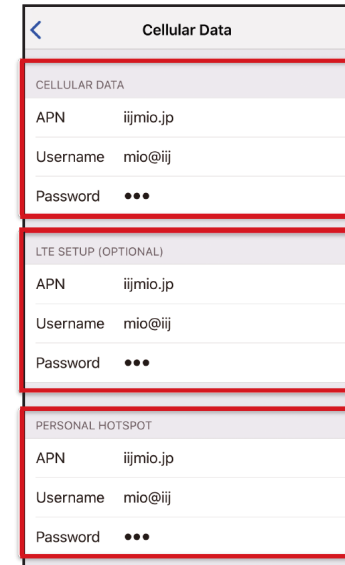 Cellular Data
CELLULAR DATA
APN iijmio.jp
Username mio@iij
Password •••
LTE SETUP (OPTIONAL)
APN iijmio.jp
Username mio@iij
Password •••
PERSONAL HOTSPOT
APN iijmio.jp
Username mio@iij
Password •••